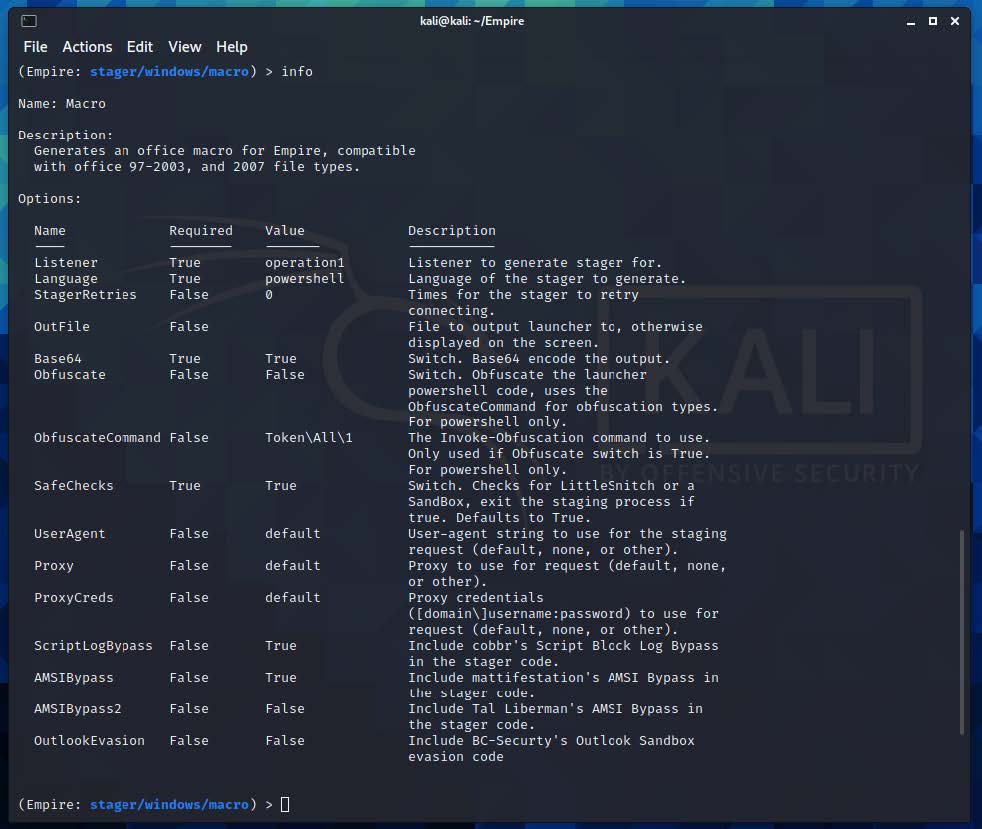 kali@kali: ~/Empire
File Actions Edit View Help
(Empire: stager/windows/macro) > info
Name: Macro
Description:
Generates an office macro for Empire, compatible
with office 97-2003, and 2007 file types.
Options:
Name Required Value Description
Listener True operation1 Listener to generate stager for.
Language True powershell Language of the stager to generate.
StagerRetries False 0 Times for the stager to retry
connecting.
OutFile False File to output launcher to, otherwise
displayed on the screen.
Base64 True True Switch. Base64 encode the output.
Obfuscate False False Switch. Obfuscate the launcher
powershell code, uses the
ObfuscateCommand for obfuscation types.
For powershell only.
ObfuscateCommand False Token\All\1 The Invoke-Obfuscation command to use.
Only used if Obfuscate switch is True.
For powershell only.
SafeChecks True True Switch. Checks for LittleSnitch or a
SandBox, exit the staging process if
true. Defaults to True.
UserAgent False default User-agent string to use for the staging
request (default, none, or other).
Proxy False default Proxy to use for request (default, none,
or other).
ProxyCreds False default Proxy credentials
([domain\]username:password) to use for
request (default, none, or other).
ScriptLogBypass False True Include cobbr's Script Block Log Bypass
in the stager code.
AMSIBypass False True Include mattifestation's AMSI Bypass in
the stager code.
AMSIBypass2 False False Include Tal Liberman's AMSI Bypass in
the stager code.
OutlookEvasion False False Include BC-Securty's Outlook Sandbox
evasion code
(Empire: stager/windows/macro) >
KALI
BY OFFENSIVE SECURITY